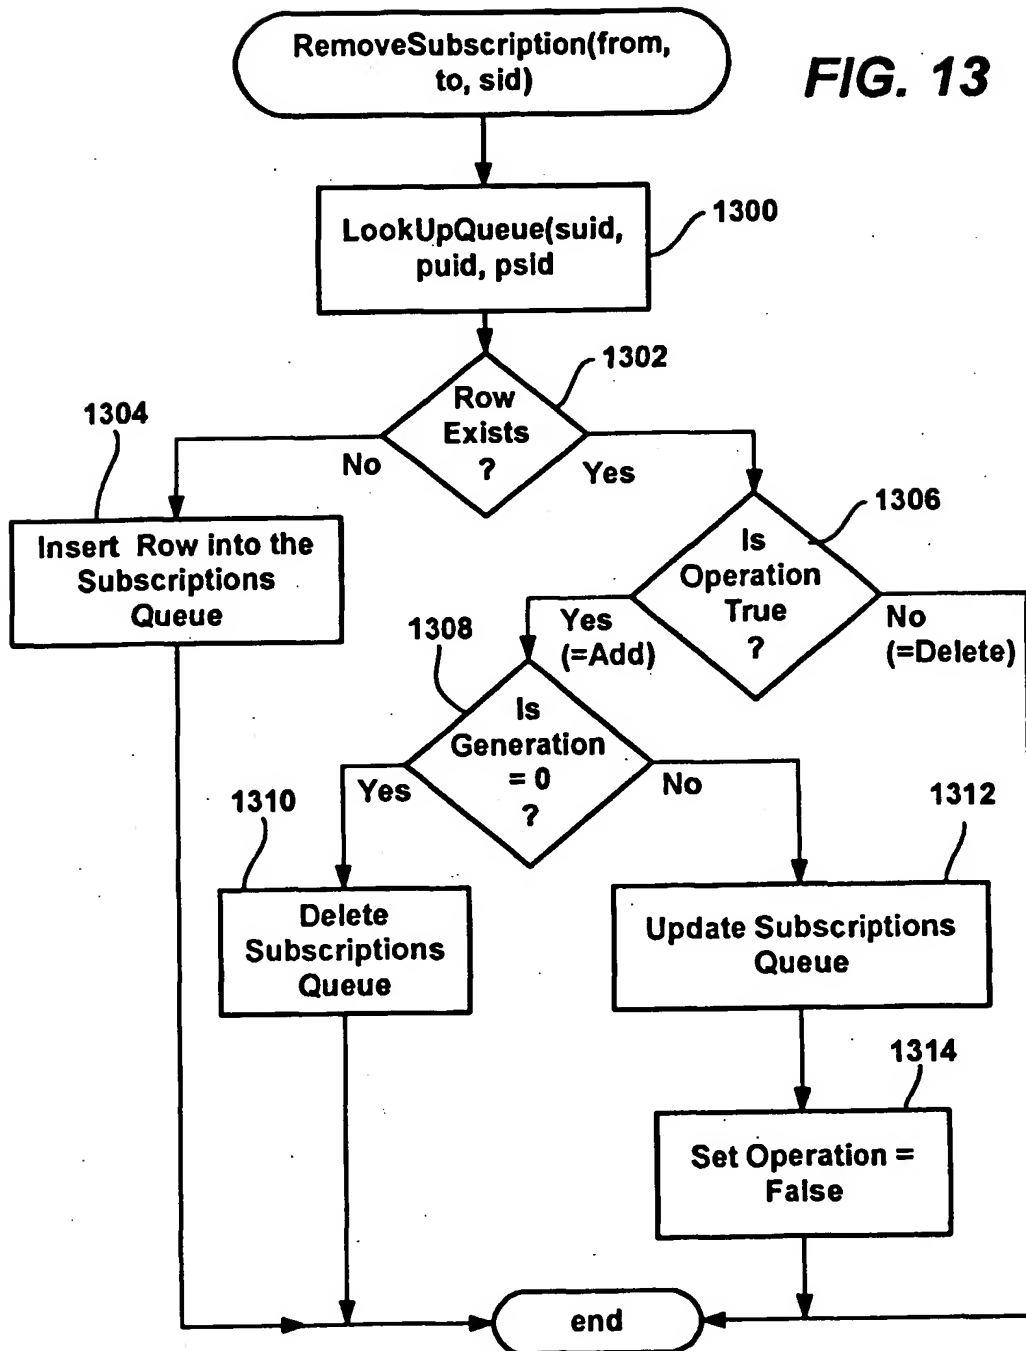 RemoveSubscription(from,
to, sid)
FIG. 13
LookUpQueue(suid,
puid, psid
1300
Row
Exists
?
1302
No
Yes
1304
Insert Row into the
Subscriptions
Queue
Is
Operation
True
?
1306
Yes
(=Add)
No
(=Delete)
1308
Is
Generation
= 0
?
Yes
No
1310
Delete
Subscriptions
Queue
1312
Update Subscriptions
Queue
1314
Set Operation =
False
end